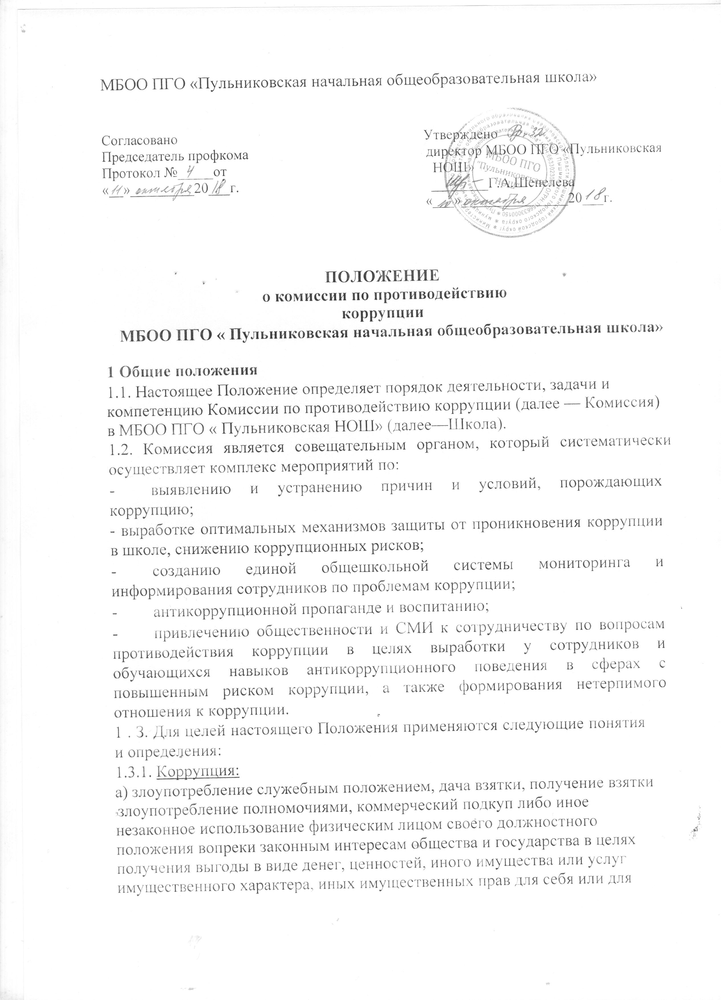 МБОО ПГО «Пульниковская начальная общеобразовательная школа»
Согласовано
Председатель профкома
Протокол № 4 от
«11» октября 2018г.
Утверждено
директор МБОО ПГО «Пульниковская
НОШ»
Г.А.Шепелева
« » октября 2018г.
МБОО ПГО
"Пульниковская
НОШ"
ПОЛОЖЕНИЕ
о комиссии по противодействию
коррупции
МБОО ПГО « Пульниковская начальная общеобразовательная школа»
1 Общие положения
1.1. Настоящее Положение определяет порядок деятельности, задачи и
компетенцию Комиссии по противодействию коррупции (далее — Комиссия)
в МБОО ПГО « Пульниковская НОШ» (далее—Школа).
1.2. Комиссия является совещательным органом, который систематически
осуществляет комплекс мероприятий по:
- выявлению и устранению причин и условий, порождающих
коррупцию;
- выработке оптимальных механизмов защиты от проникновения коррупции
в школе, снижению коррупционных рисков;
- созданию единой общешкольной системы мониторинга и
информирования сотрудников по проблемам коррупции;
- антикоррупционной пропаганде и воспитанию;
- привлечению общественности и СМИ к сотрудничеству по вопросам
противодействия коррупции в целях выработки у сотрудников и
обучающихся навыков антикоррупционного поведения в сферах с
повышенным риском коррупции, а также формирования нетерпимого
отношения к коррупции.
1 . 3. Для целей настоящего Положения применяются следующие понятия
и определения:
1.3.1. Коррупция:
а) злоупотребление служебным положением, дача взятки, получение взятки
злоупотребление полномочиями, коммерческий подкуп либо иное
незаконное использование физическим лицом своего должностного
положения вопреки законным интересам общества и государства в целях
получения выгоды в виде денег, ценностей, иного имущества или услуг
имущественного характера, иных имущественных прав для себя или для